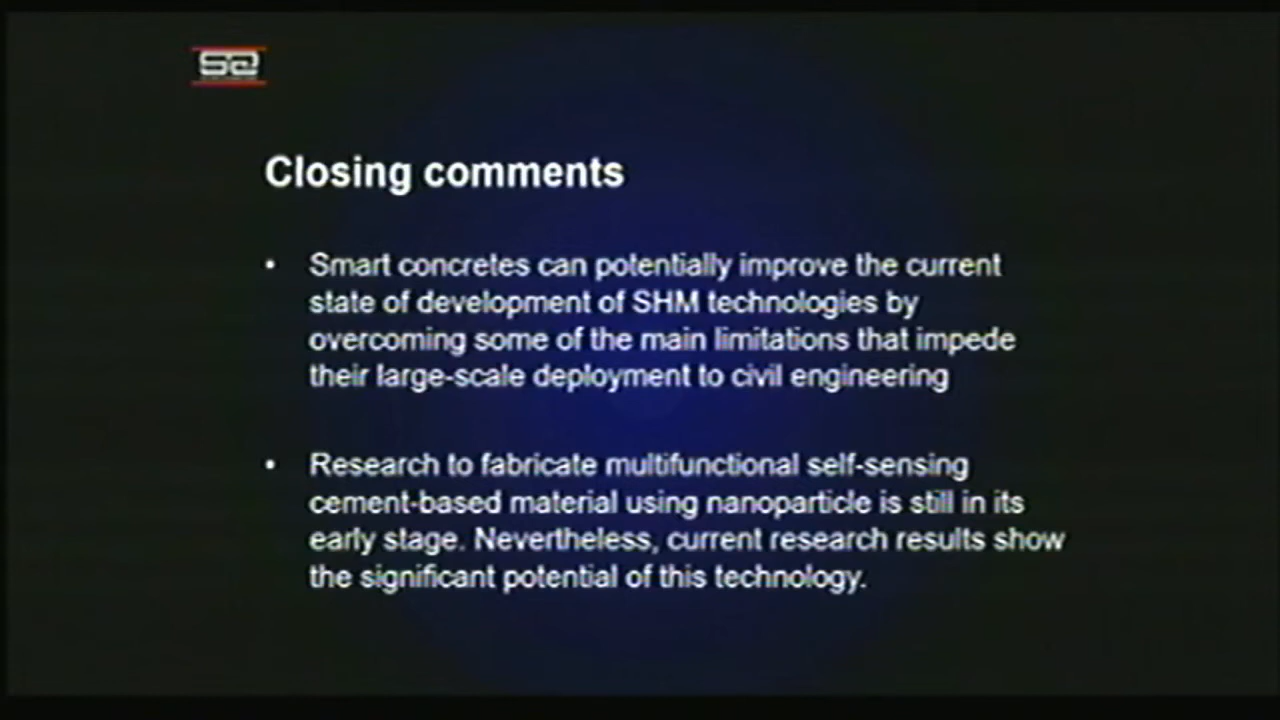 Closing comments
• Smart concretes can potentially improve the current
state of development of SHM technologies by
overcoming some of the main limitations that impede
their large-scale deployment to civil engineering
• Research to fabricate multifunctional self-sensing
cement-based material using nanoparticle is still in its
early stage. Nevertheless, current research results show
the significant potential of this technology.